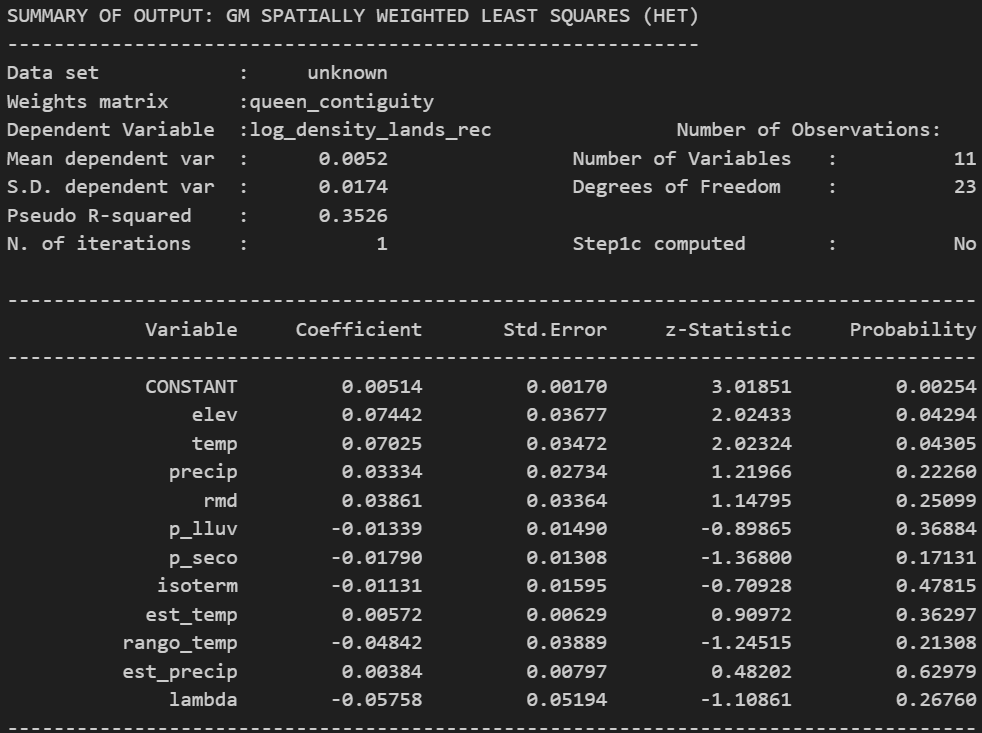 SUMMARY OF OUTPUT: GM SPATIALLY WEIGHTED LEAST SQUARES (HET)
------------------------------------------------------------
Data set            :     unknown
Weights matrix      :queen_contiguity
Dependent Variable  :log_density_lands_rec                Number of Observations:
Mean dependent var  :      0.0052                Number of Variables   :          11
S.D. dependent var  :      0.0174                Degrees of Freedom    :          23
Pseudo R-squared    :      0.3526
N. of iterations    :           1                Step1c computed       :          No
------------------------------------------------------------------------------------
            Variable     Coefficient       Std.Error     z-Statistic     Probability
------------------------------------------------------------------------------------
            CONSTANT         0.00514         0.00170         3.01851         0.00254
                elev         0.07442         0.03677         2.02433         0.04294
                temp         0.07025         0.03472         2.02324         0.04305
              precip         0.03334         0.02734         1.21966         0.22260
                 rmd         0.03861         0.03364         1.14795         0.25099
              p_lluv        -0.01339         0.01490        -0.89865         0.36884
              p_seco        -0.01790         0.01308        -1.36800         0.17131
             isoterm        -0.01131         0.01595        -0.70928         0.47815
            est_temp         0.00572         0.00629         0.90972         0.36297
          rango_temp        -0.04842         0.03889        -1.24515         0.21308
          est_precip         0.00384         0.00797         0.48202         0.62979
              lambda        -0.05758         0.05194        -1.10861         0.26760
------------------------------------------------------------------------------------